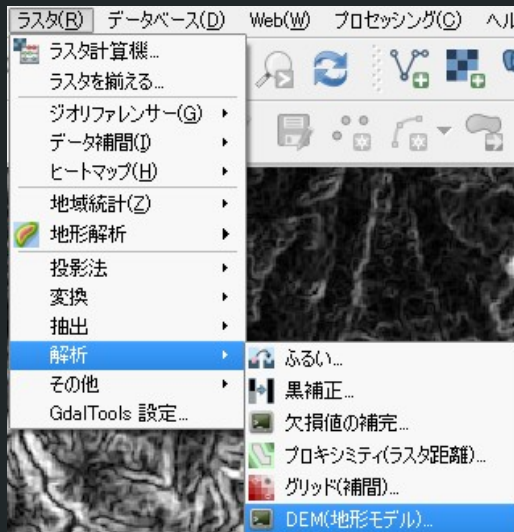 ラスタ(R) データベース(D) Web(W) プロセッシング(C)
ラスタ計算機...
ラスタを揃える...
ジオリファレンサー(G)
データ補間(I)
ヒートマップ(H)
地域統計(Z)
地形解析
投影法
変換
抽出
解析
その他
GdalTools 設定...
ふるい...
黒補正...
欠損値の補完...
プロキシミティ(ラスタ距離)...
グリッド(補間)...
DEM(地形モデル)...